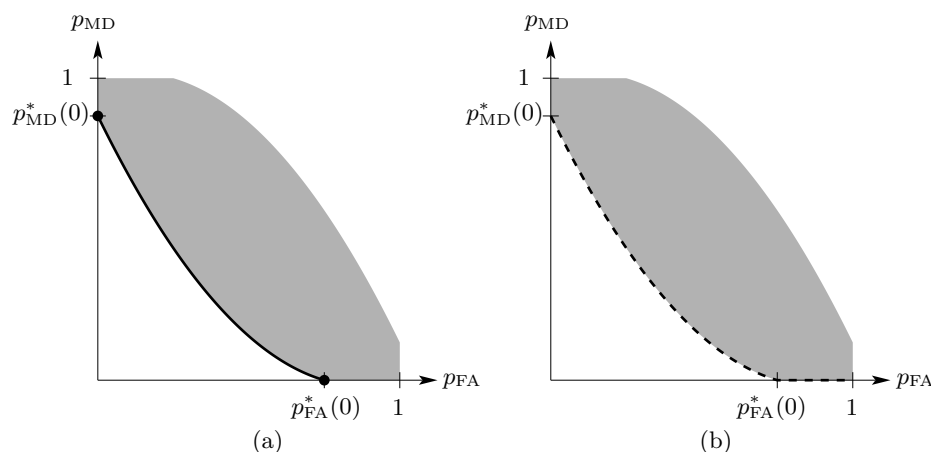 p_MD p_MD
1 1
p*_MD(0) p*_MD(0)
p_FA p_FA
p*_FA(0) 1 p*_FA(0) 1
(a) (b)